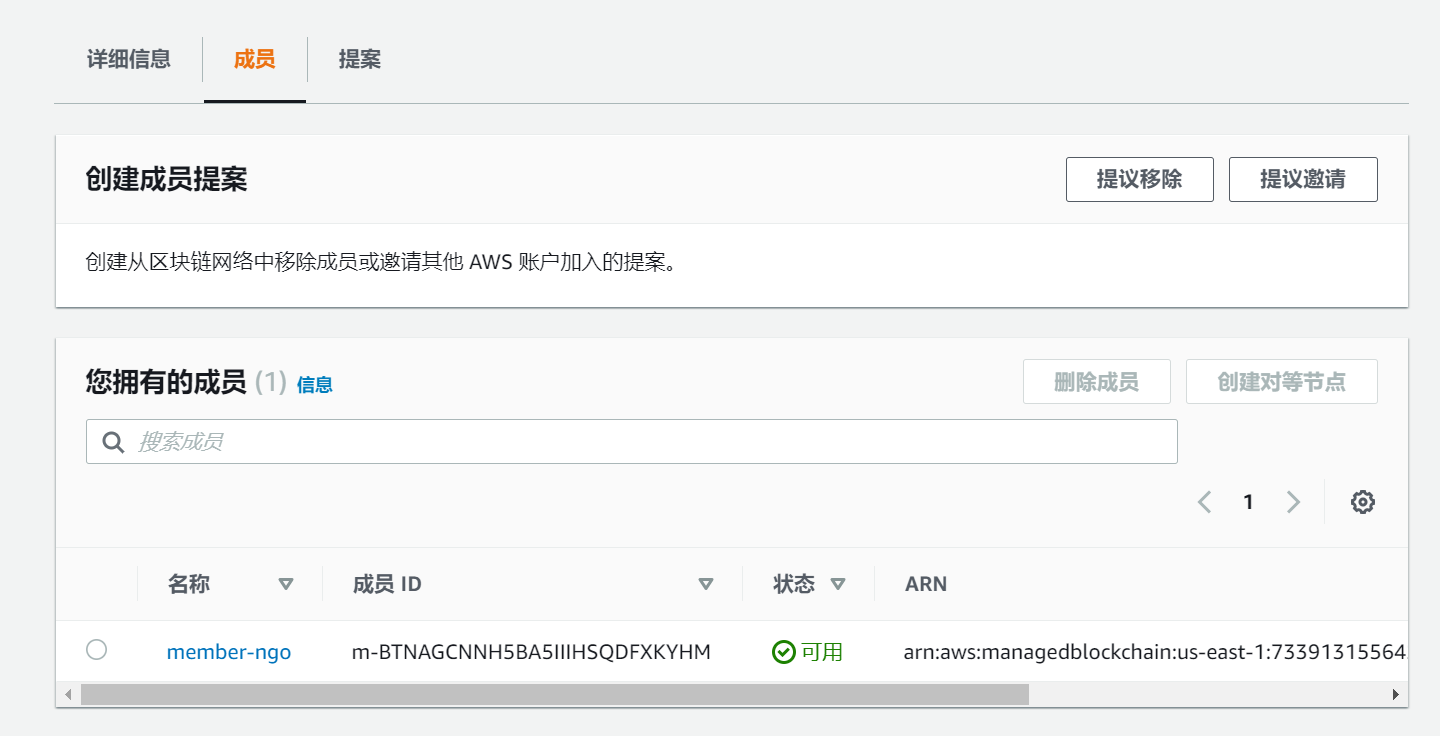 详细信息 成员 提案
创建成员提案 提议移除 提议邀请
创建从区块链网络中移除成员或邀请其他 AWS 账户加入的提案。
您拥有的成员 (1) 信息 删除成员 创建对等节点
搜索成员
1
名称 成员 ID 状态 ARN
member-ngo m-BTNAGCNNH5BA5IIIHSQDFXKYHM 可用 arn:aws:managedblockchain:us-east-1:73391315564